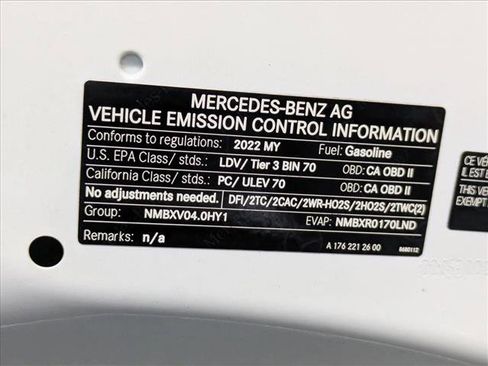 MERCEDES-BENZ AG
VEHICLE EMISSION CONTROL INFORMATION
Conforms to regulations: 2022 MY Fuel: Gasoline
U.S. EPA Class/ stds.: LDV/ Tier 3 BIN 70 OBD: CA OBD II
California Class/ stds.: PC/ ULEV 70 OBD: CA OBD II
No adjustments needed. DFI/2TC/2CAC/2WR-HO2S/2HO2S/2TWC(2)
Group: NMBXV04.0HY1 EVAP: NMBXR0170LND
Remarks: n/a A 176 221 26 00
CE VÉ
IL EST
THIS VE